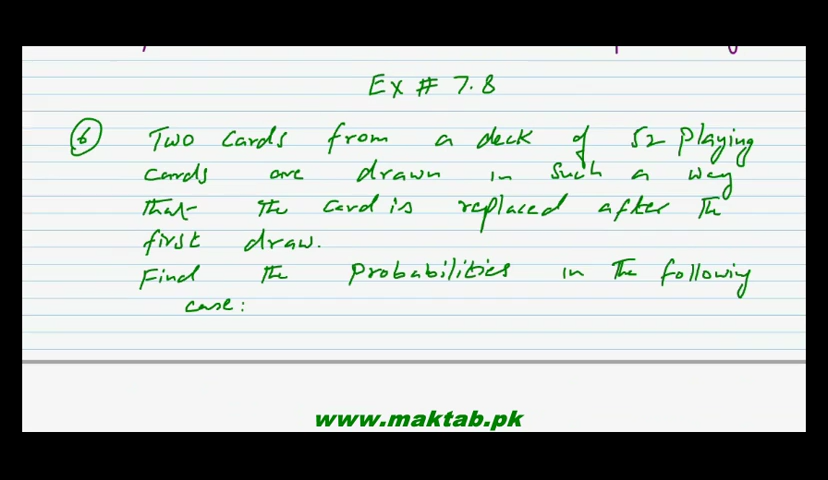 Ex # 7.8
6 Two cards from a deck of 52 playing
cards are drawn in such a way
that the card is replaced after the
first draw.
Find the probabilities in the following
case:
www.maktab.pk